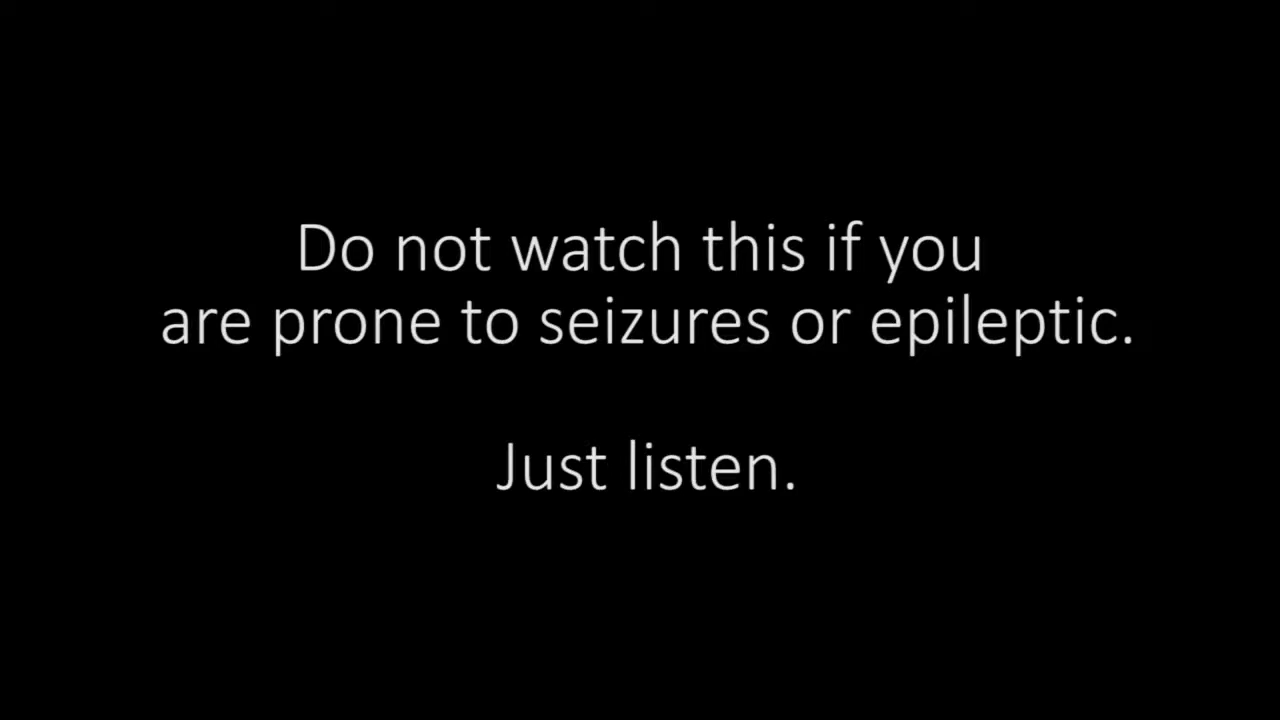 Do not watch this if you
are prone to seizures or epileptic.
Just listen.